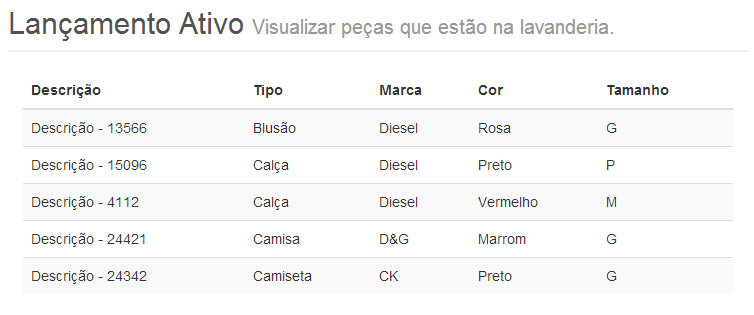 Lançamento Ativo Visualizar peças que estão na lavanderia.
Descrição Tipo Marca Cor Tamanho
Descrição - 13566 Blusão Diesel Rosa G
Descrição - 15096 Calça Diesel Preto P
Descrição - 4112 Calça Diesel Vermelho M
Descrição - 24421 Camisa D&G Marrom G
Descrição - 24342 Camiseta CK Preto G